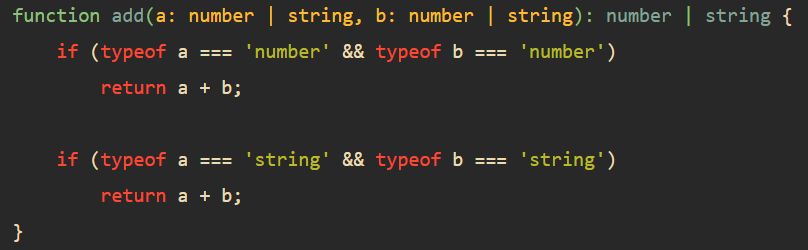 function add(a: number | string, b: number | string): number | string {
    if (typeof a === 'number' && typeof b === 'number')
        return a + b;

    if (typeof a === 'string' && typeof b === 'string')
        return a + b;
}